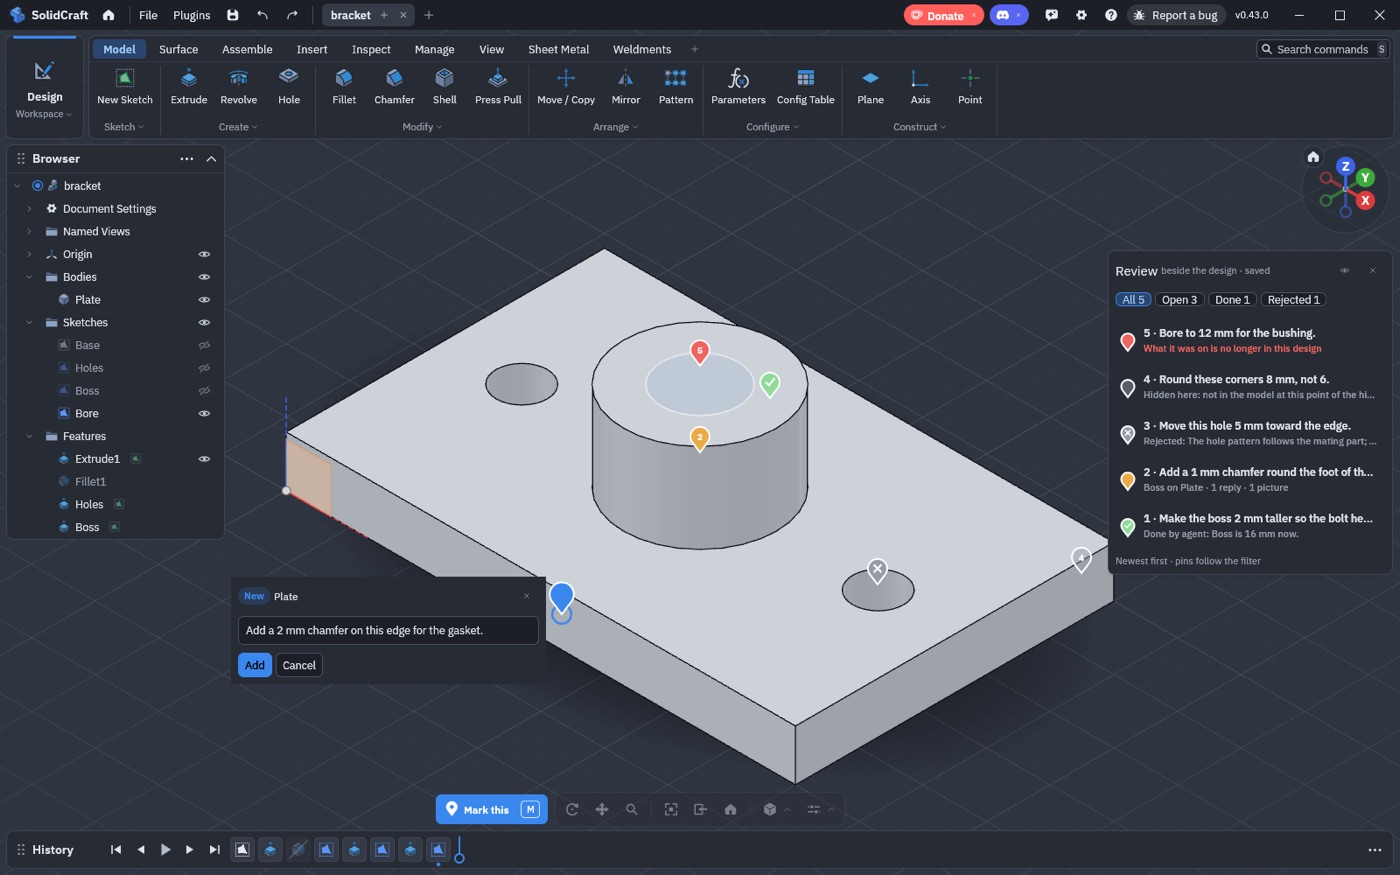 SolidCraft
File
Plugins
bracket
Donate
Report a bug
v0.43.0
Design
Workspace
Model
Surface
Assemble
Insert
Inspect
Manage
View
Sheet Metal
Weldments
Search commands
S
New Sketch
Extrude
Revolve
Hole
Fillet
Chamfer
Shell
Press Pull
Move / Copy
Mirror
Pattern
Parameters
Config Table
Plane
Axis
Point
Sketch
Create
Modify
Arrange
Configure
Construct
Browser
bracket
Document Settings
Named Views
Origin
Bodies
Plate
Sketches
Base
Holes
Boss
Bore
Features
Extrude1
Fillet1
Holes
Boss
Z
Y
X
Review beside the design · saved
All 5
Open 3
Done 1
Rejected 1
5 · Bore to 12 mm for the bushing.
What it was on is no longer in this design
4 · Round these corners 8 mm, not 6.
Hidden here: not in the model at this point of the hi...
3 · Move this hole 5 mm toward the edge.
Rejected: The hole pattern follows the mating part; ...
2 · Add a 1 mm chamfer round the foot of th...
Boss on Plate · 1 reply · 1 picture
1 · Make the boss 2 mm taller so the bolt he...
Done by agent: Boss is 16 mm now.
Newest first · pins follow the filter
5
2
4
New Plate
Add a 2 mm chamfer on this edge for the gasket.
Add
Cancel
Mark this
M
History